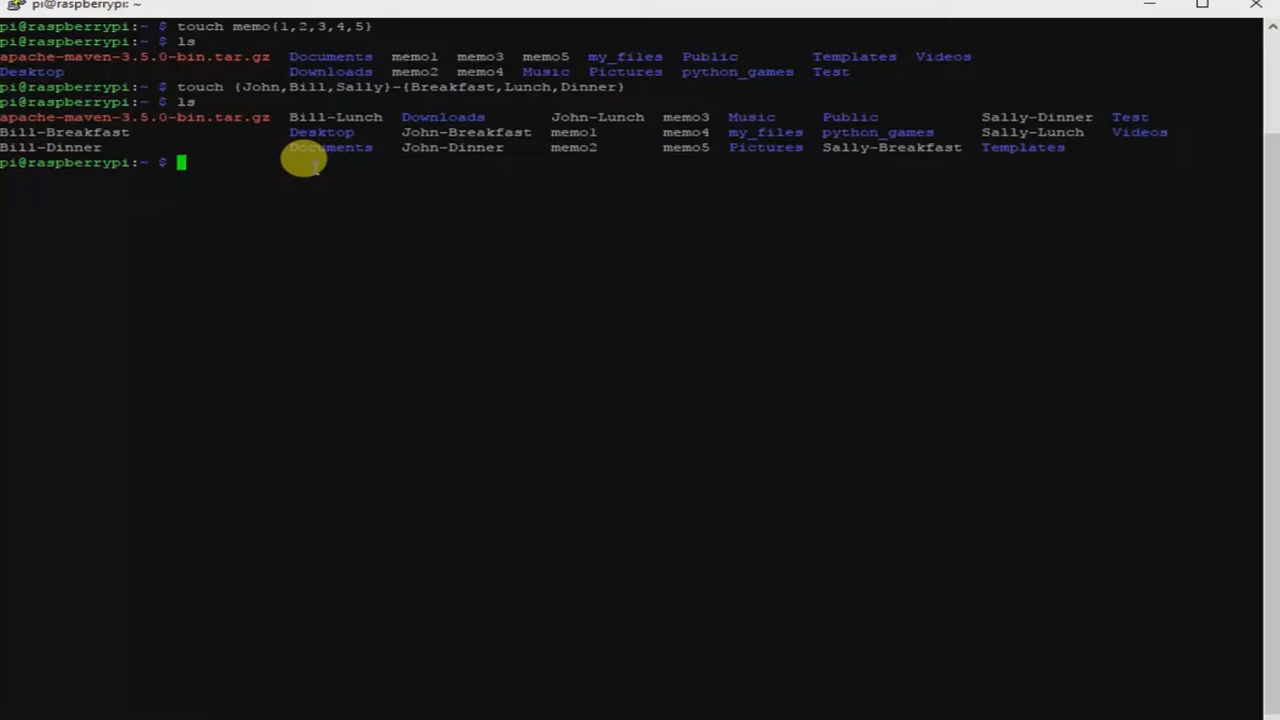 pi@raspberrypi: ~
pi@raspberrypi:~ $ touch memo{1,2,3,4,5}
pi@raspberrypi:~ $ ls
apache-maven-3.5.0-bin.tar.gz Documents memo1 memo3 memo5 my_files Public Templates Videos
Desktop Downloads memo2 memo4 Music Pictures python_games Test
pi@raspberrypi:~ $ touch {John,Bill,Sally}-{Breakfast,Lunch,Dinner}
pi@raspberrypi:~ $ ls
apache-maven-3.5.0-bin.tar.gz Bill-Lunch Downloads John-Lunch memo3 Music Public Sally-Dinner Test
Bill-Breakfast Desktop John-Breakfast memo1 memo4 my_files python_games Sally-Lunch Videos
Bill-Dinner Documents John-Dinner memo2 memo5 Pictures Sally-Breakfast Templates
pi@raspberrypi:~ $